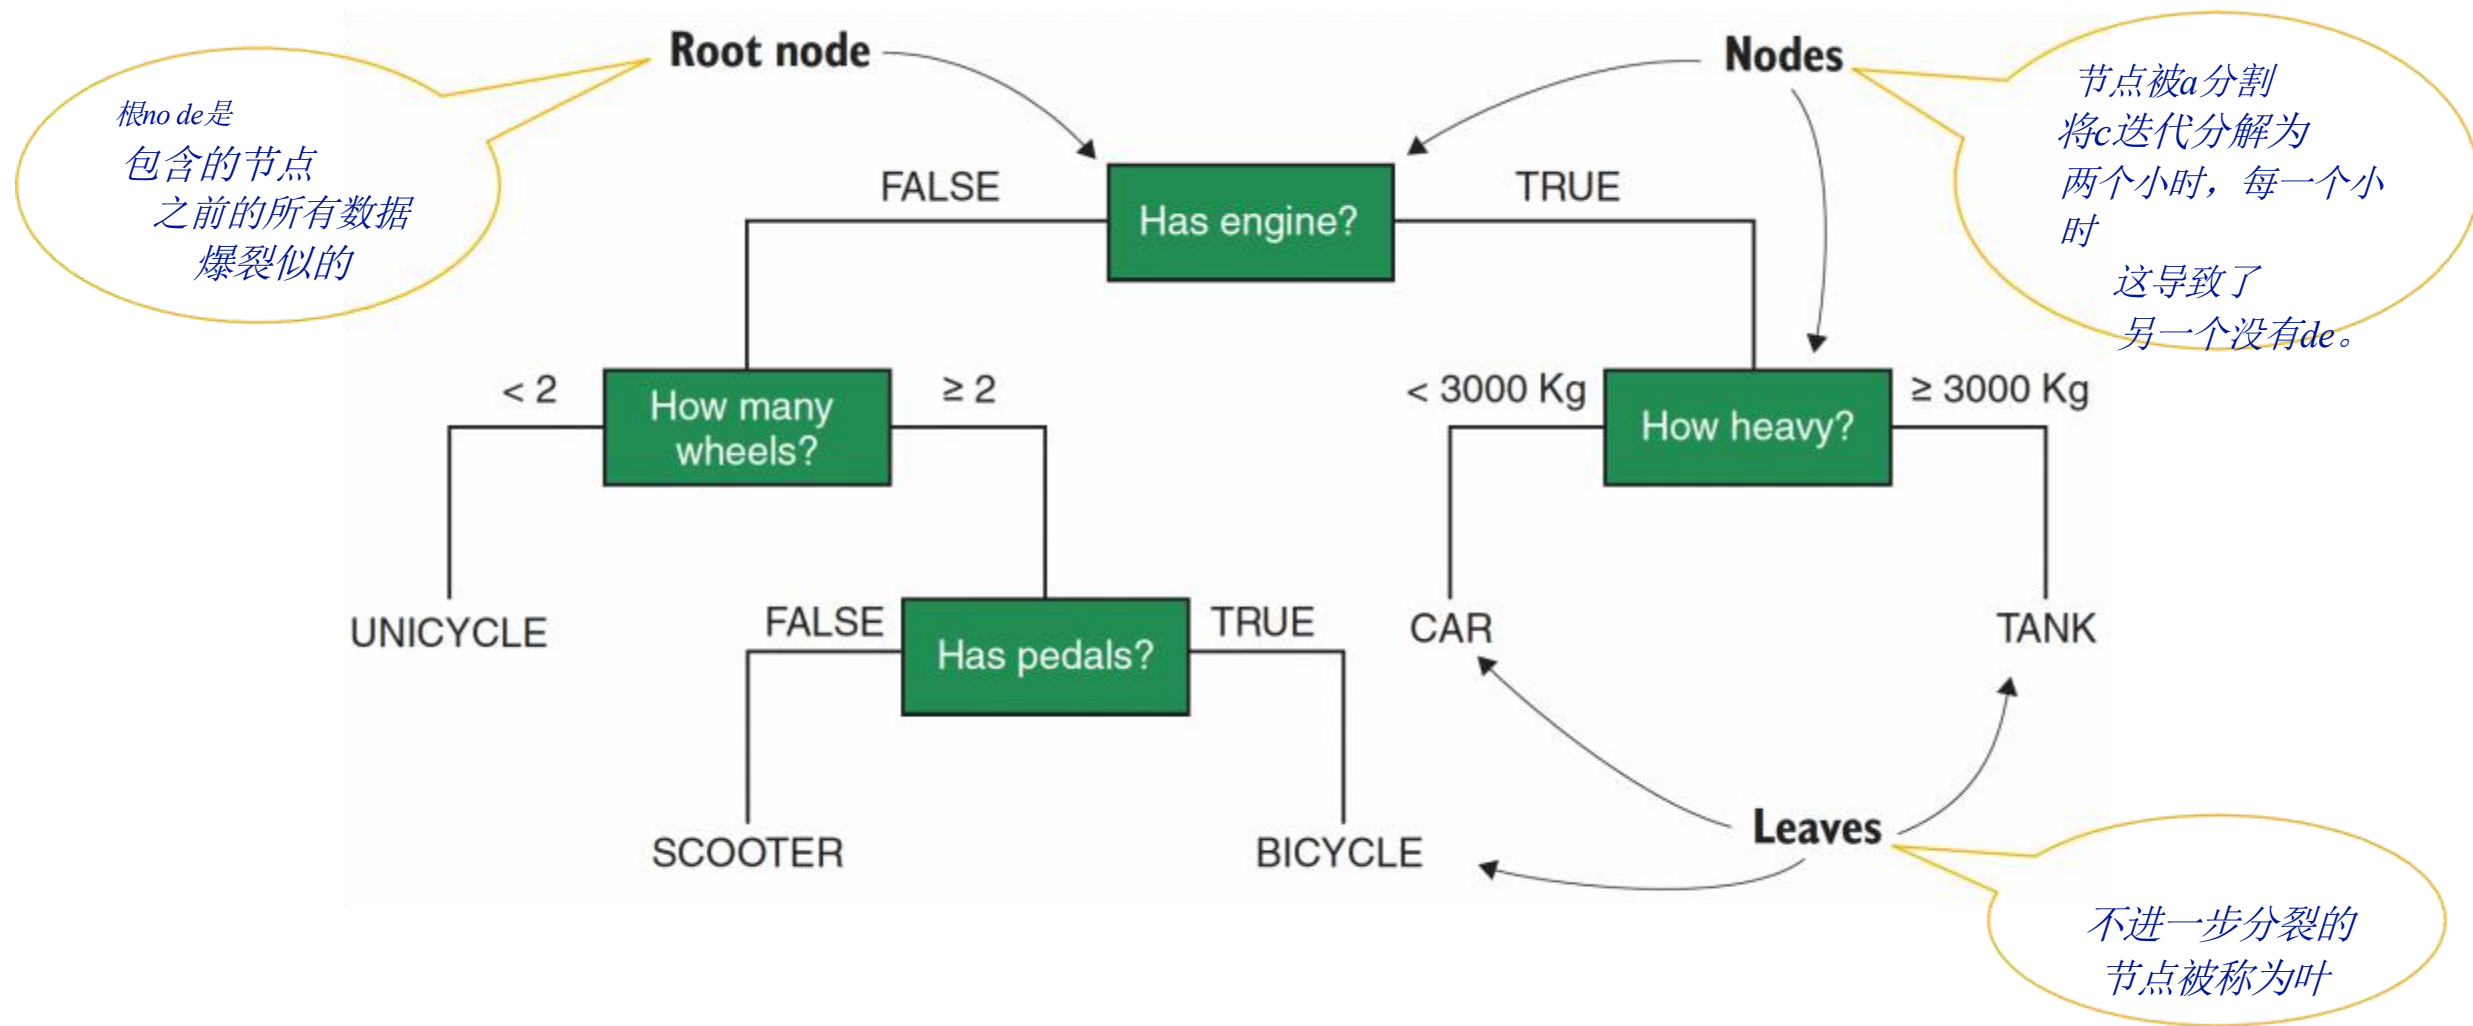 Root node
Nodes
根no de是
包含的节点
之前的所有数据
爆裂似的
节点被a分割
将c迭代分解为
两个小时，每一个小
时
这导致了
另一个没有de。
FALSE
Has engine?
TRUE
< 2
How many
wheels?
≥ 2
< 3000 Kg
How heavy?
≥ 3000 Kg
UNICYCLE
FALSE
Has pedals?
TRUE
CAR
TANK
SCOOTER
BICYCLE
Leaves
不进一步分裂的
节点被称为叶